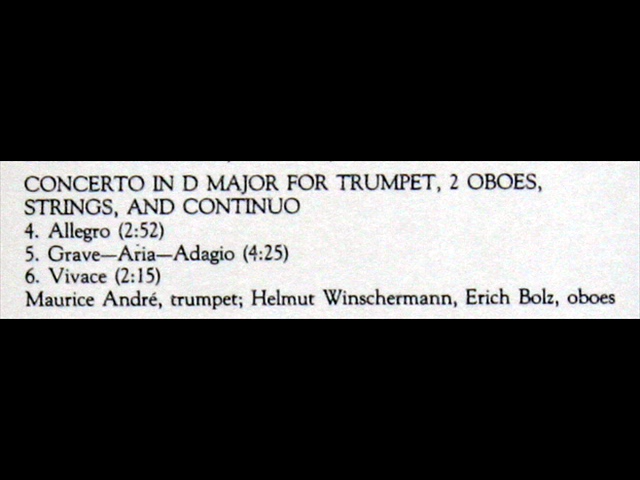 CONCERTO IN D MAJOR FOR TRUMPET, 2 OBOES,
STRINGS, AND CONTINUO
4. Allegro (2:52)
5. Grave—Aria—Adagio (4:25)
6. Vivace (2:15)
Maurice André, trumpet; Helmut Winschermann, Erich Bolz, oboes